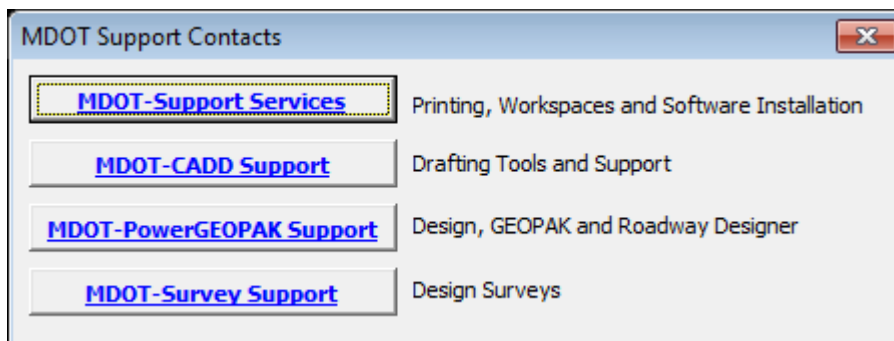 MDOT Support Contacts
MDOT-Support Services Printing, Workspaces and Software Installation
MDOT-CADD Support Drafting Tools and Support
MDOT-PowerGEOPAK Support Design, GEOPAK and Roadway Designer
MDOT-Survey Support Design Surveys